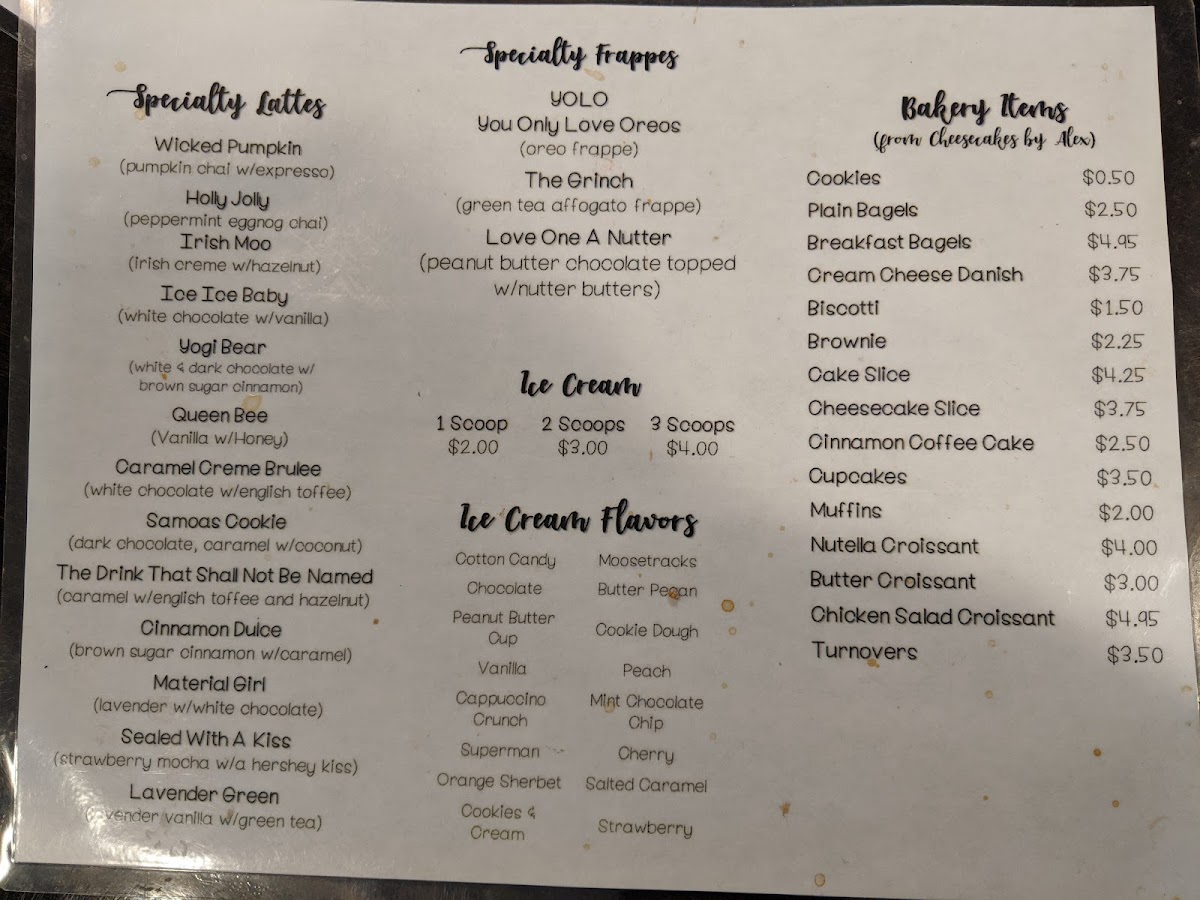 Specialty Lattes
Wicked Pumpkin
(pumpkin chai w/expresso)
Holly Jolly
(peppermint eggnog chai)
Irish Moo
(irish creme w/hazelnut)
Ice Ice Baby
(white chocolate w/vanilla)
Yogi Bear
(white & dark chocolate w/
brown sugar cinnamon)
Queen Bee
(Vanilla w/Honey)
Caramel Creme Brulee
(white chocolate w/english toffee)
Samoas Cookie
(dark chocolate, caramel w/coconut)
The Drink That Shall Not Be Named
(caramel w/english toffee and hazelnut)
Cinnamon Dulce
(brown sugar cinnamon w/caramel)
Material Girl
(lavender w/white chocolate)
Sealed With A Kiss
(strawberry mocha w/a hershey kiss)
Lavender Green
(lavender vanilla w/green tea)
Specialty Frappes
YOLO
You Only Love Oreos
(oreo frappe)
The Grinch
(green tea affogato frappe)
Love One A Nutter
(peanut butter chocolate topped
w/nutter butters)
Ice Cream
1 Scoop 2 Scoops 3 Scoops
$2.00 $3.00 $4.00
Ice Cream Flavors
Cotton Candy Moosetracks
Chocolate Butter Pecan
Peanut Butter
Cup Cookie Dough
Vanilla Peach
Cappuccino Mint Chocolate
Crunch Chip
Superman Cherry
Orange Sherbet Salted Caramel
Cookies &
Cream Strawberry
Bakery Items
(from Cheesecakes by Alex)
Cookies $0.50
Plain Bagels $2.50
Breakfast Bagels $4.95
Cream Cheese Danish $3.75
Biscotti $1.50
Brownie $2.25
Cake Slice $4.25
Cheesecake Slice $3.75
Cinnamon Coffee Cake $2.50
Cupcakes $3.50
Muffins $2.00
Nutella Croissant $4.00
Butter Croissant $3.00
Chicken Salad Croissant $4.95
Turnovers $3.50